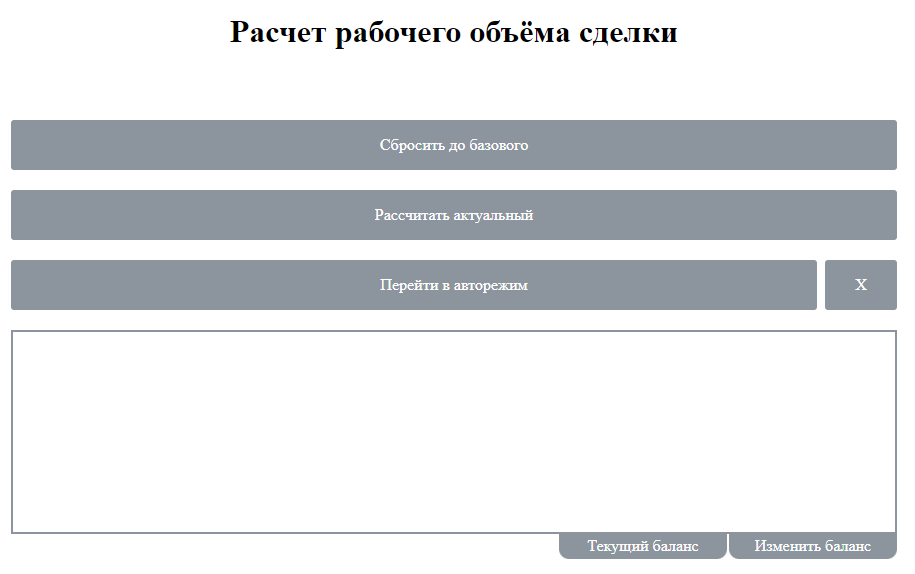 Расчет рабочего объёма сделки
Сбросить до базового
Рассчитать актуальный
Перейти в авторежим
X
Текущий баланс
Изменить баланс